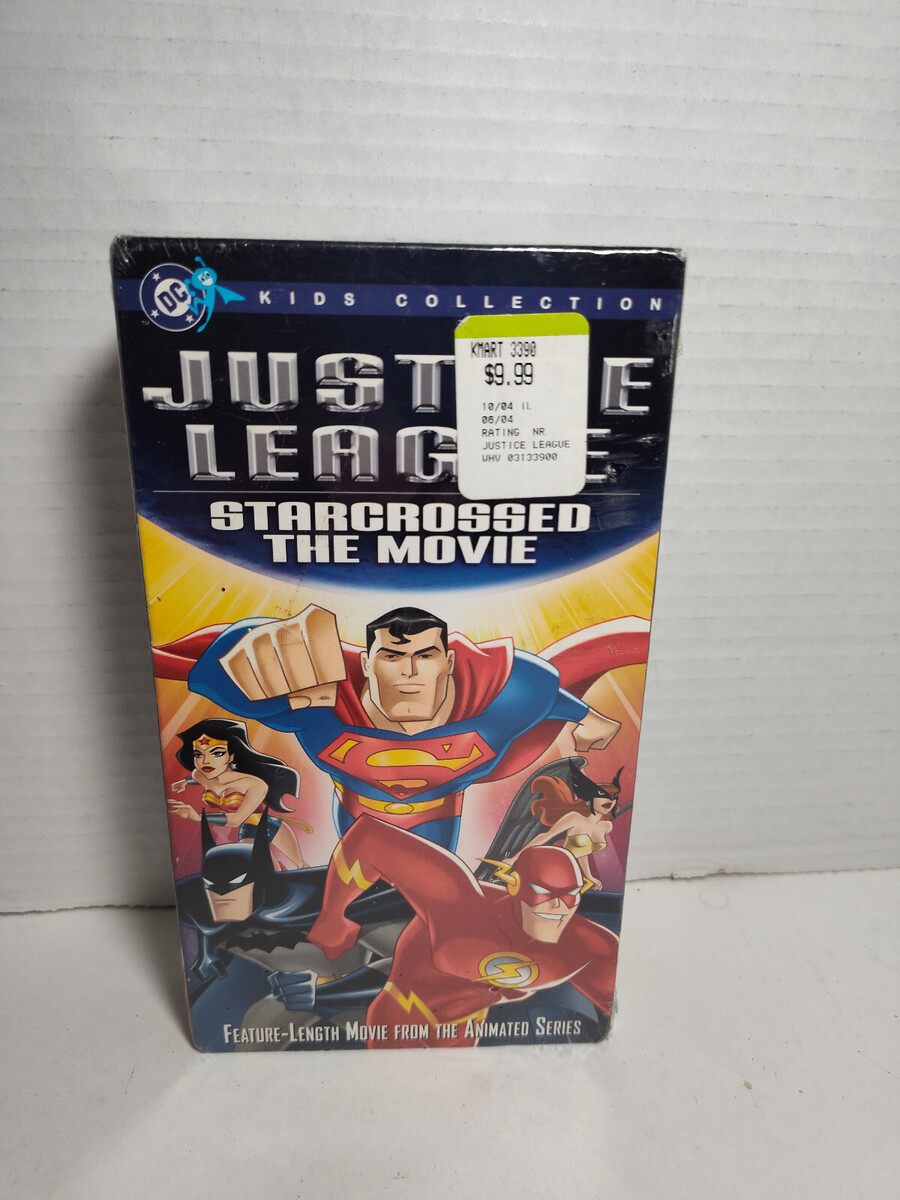 DC
TM
KIDS COLLECTION
JUST E
LEAG E
KMART 3390
$9.99
10/04 IL
06/04
RATING NR
JUSTICE LEAGUE
WHV 03133900
STARCROSSED
THE MOVIE
S
FEATURE-LENGTH MOVIE FROM THE ANIMATED SERIES